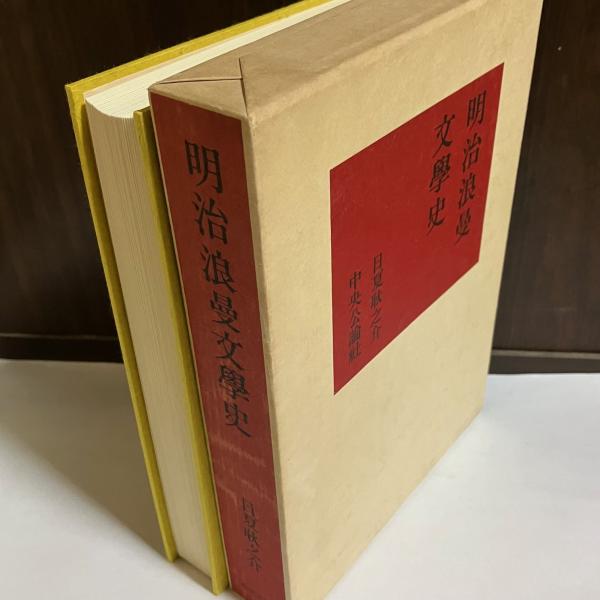 明治浪曼
文學史
日夏耿之介
中央公論社
明治浪曼文學史
日夏耿之介